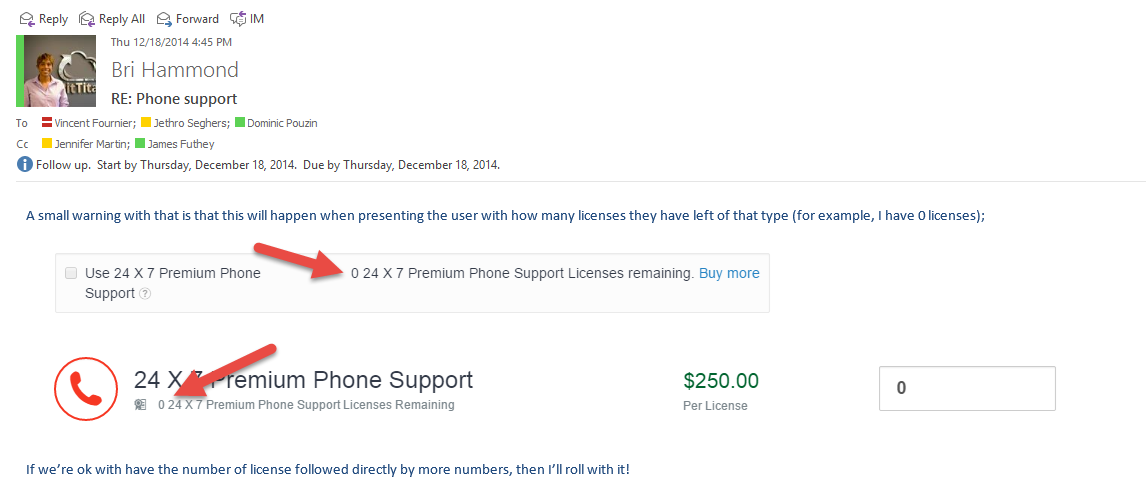 Reply Reply All Forward IM
Thu 12/18/2014 4:45 PM
Bri Hammond
RE: Phone support
To Vincent Fournier; Jethro Seghers; Dominic Pouzin
Cc Jennifer Martin; James Futhey
Follow up. Start by Thursday, December 18, 2014. Due by Thursday, December 18, 2014.
A small warning with that is that this will happen when presenting the user with how many licenses they have left of that type (for example, I have 0 licenses);
Use 24 X 7 Premium Phone
Support ?
0 24 X 7 Premium Phone Support Licenses remaining. Buy more
24 X 7 Premium Phone Support
0 24 X 7 Premium Phone Support Licenses Remaining
$250.00
Per License
0
If we’re ok with have the number of license followed directly by more numbers, then I’ll roll with it!